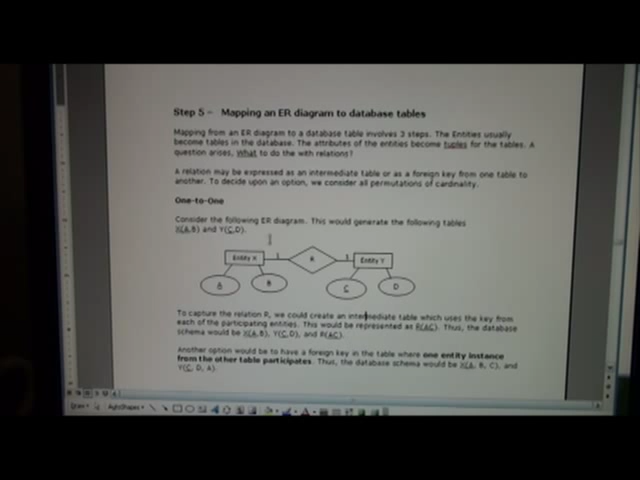 Step 5 – Mapping an ER diagram to database tables
Mapping from an ER diagram to a database table involves 3 steps. The Entities usually
become tables in the database. The attributes of the entities become tuples for the tables. A
question arises, What to do the with relations?
A relation may be expressed as an intermediate table or as a foreign key from one table to
another. To decide upon an option, we consider all permutations of cardinality.
One-to-One
Consider the following ER diagram. This would generate the following tables
X(A,B) and Y(C,D).
Entity X 1 R 1 Entity Y
A B C D
To capture the relation R, we could create an intermediate table which uses the key from
each of the participating entities. This would be represented as R(AC). Thus, the database
schema would be X(A,B), Y(C,D), and R(AC).
Another option would be to have a foreign key in the table where one entity instance
from the other table participates. Thus, the database schema would be X(A, B, C), and
Y(C, D, A).
Draw AutoShapes